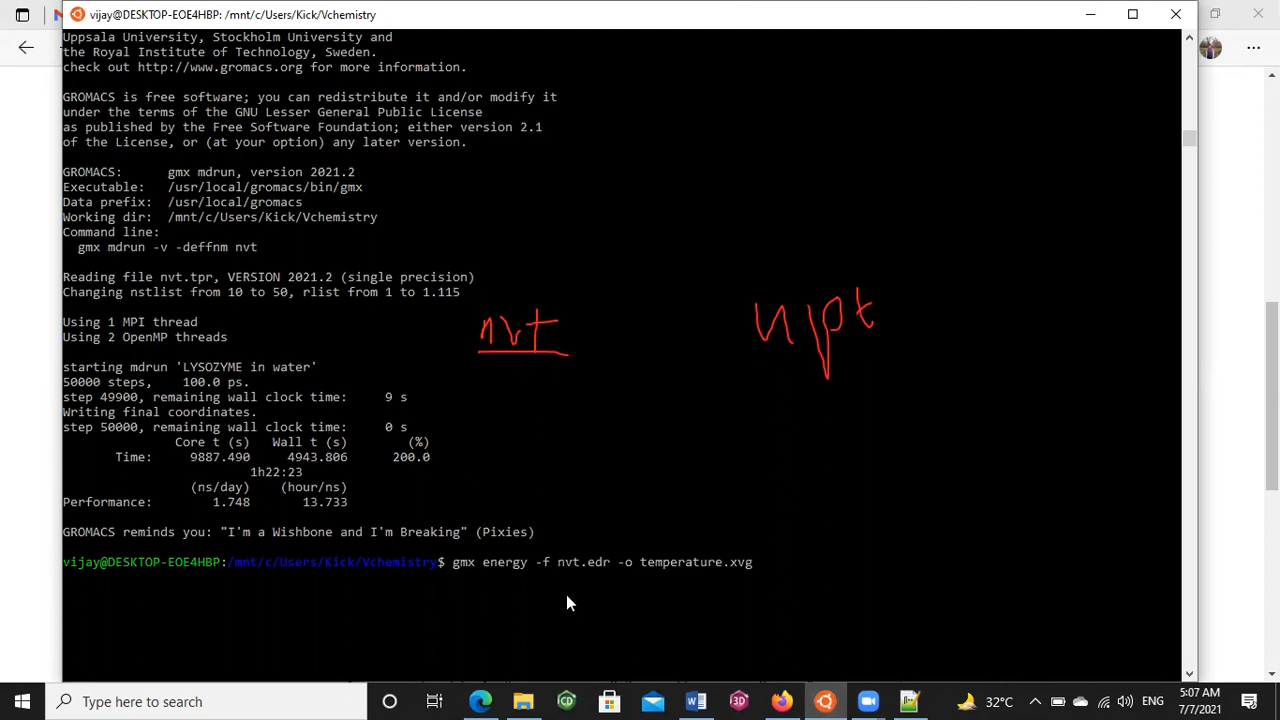 vijay@DESKTOP-EOE4HBP: /mnt/c/Users/Kick/Vchemistry
Uppsala University, Stockholm University and
the Royal Institute of Technology, Sweden.
check out http://www.gromacs.org for more information.
GROMACS is free software; you can redistribute it and/or modify it
under the terms of the GNU Lesser General Public License
as published by the Free Software Foundation; either version 2.1
of the License, or (at your option) any later version.
GROMACS:      gmx mdrun, version 2021.2
Executable:   /usr/local/gromacs/bin/gmx
Data prefix:  /usr/local/gromacs
Working dir:  /mnt/c/Users/Kick/Vchemistry
Command line:
  gmx mdrun -v -deffnm nvt
Reading file nvt.tpr, VERSION 2021.2 (single precision)
Changing nstlist from 10 to 50, rlist from 1 to 1.115
Using 1 MPI thread
Using 2 OpenMP threads
nvt npt
starting mdrun 'LYSOZYME in water'
50000 steps,    100.0 ps.
step 49900, remaining wall clock time:     9 s
Writing final coordinates.
step 50000, remaining wall clock time:     0 s
               Core t (s)   Wall t (s)        (%)
       Time:     9887.490     4943.806      200.0
                         1h22:23
                 (ns/day)    (hour/ns)
Performance:        1.748       13.733
GROMACS reminds you: "I'm a Wishbone and I'm Breaking" (Pixies)
vijay@DESKTOP-EOE4HBP:/mnt/c/Users/Kick/Vchemistry$ gmx energy -f nvt.edr -o temperature.xvg
Type here to search
32°C
ENG
5:07 AM
7/7/2021